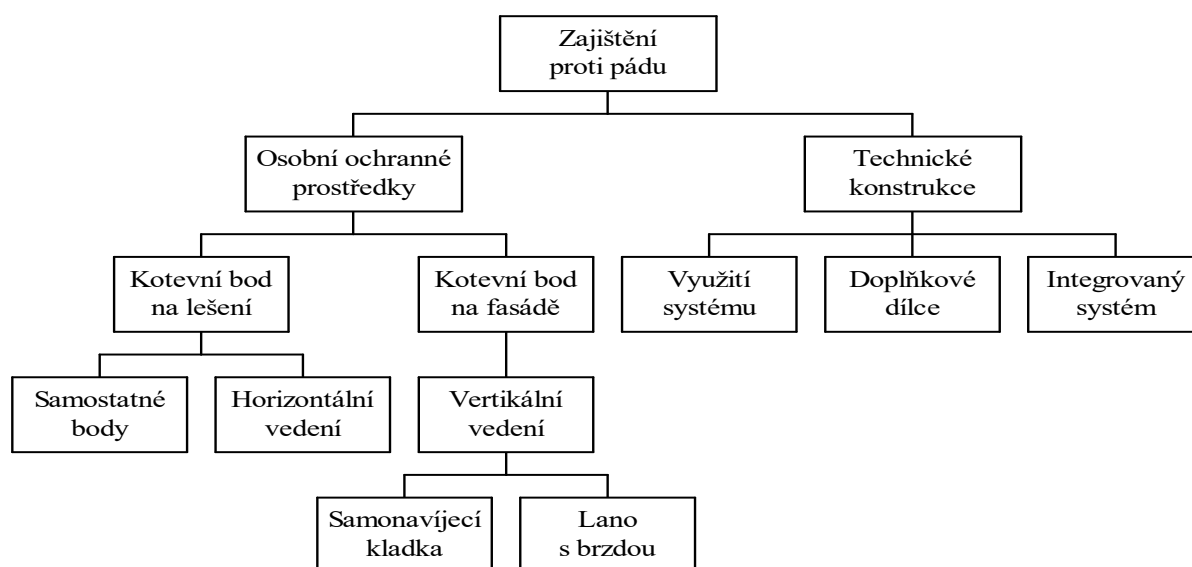 Zajištění
proti pádu
Osobní ochranné
prostředky
Technické
konstrukce
Kotevní bod
na lešení
Kotevní bod
na fasádě
Využití
systému
Doplňkové
dílce
Integrovaný
systém
Samostatné
body
Horizontální
vedení
Vertikální
vedení
Samonavíjecí
kladka
Lano
s brzdou